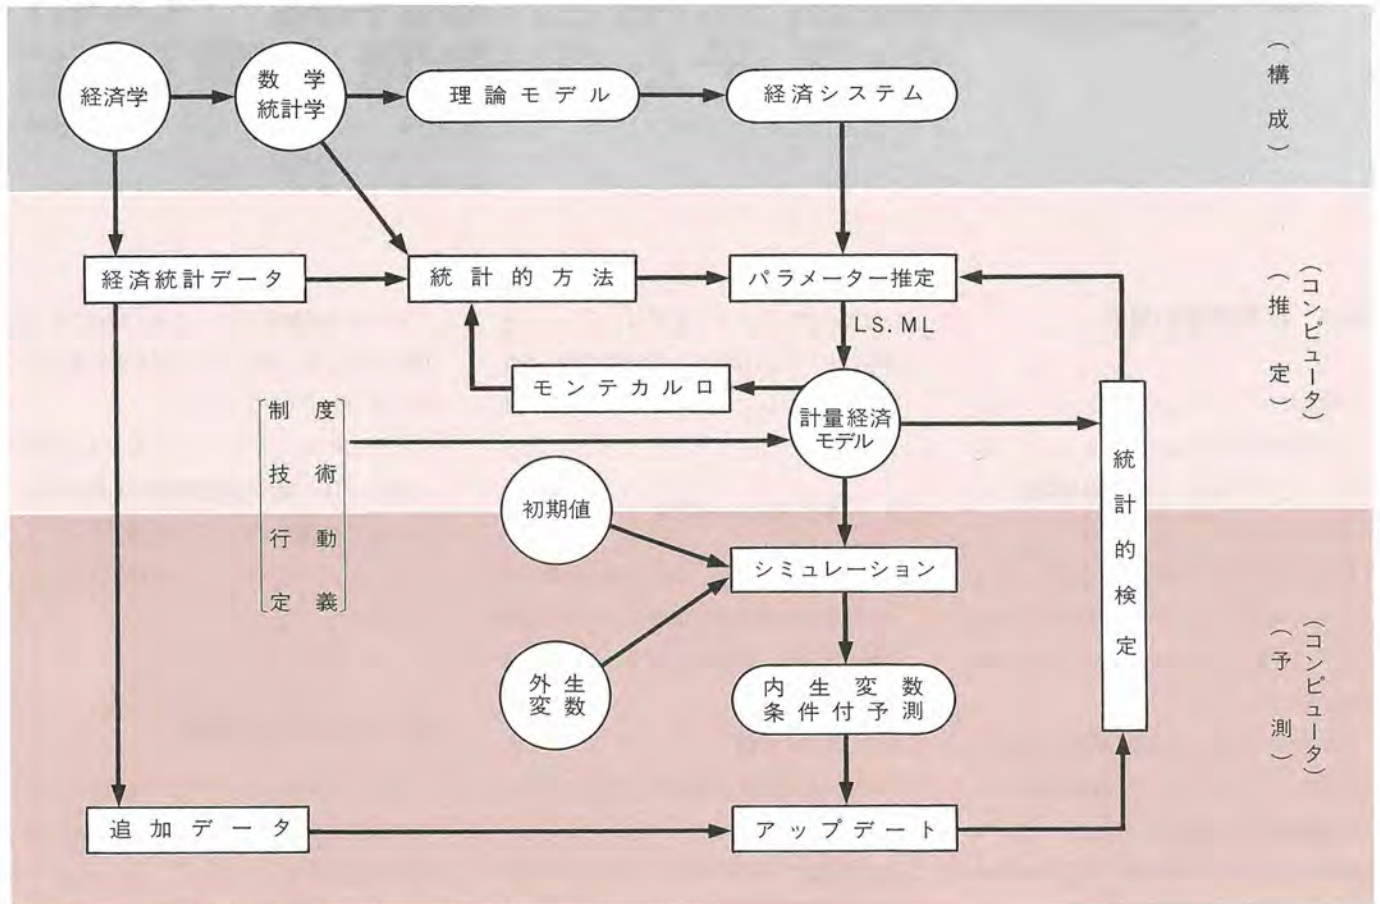 経済学
数学
統計学
理論モデル
経済システム
（構成）
経済統計データ
統計的方法
パラメーター推定
LS. ML
モンテカルロ
計量経済
モデル
（コンピュータ）
（推定）
制度
技術
行動
定義
統計的検定
初期値
シミュレーション
外生
変数
内生変数
条件付予測
（コンピュータ）
（予測）
追加データ
アップデート